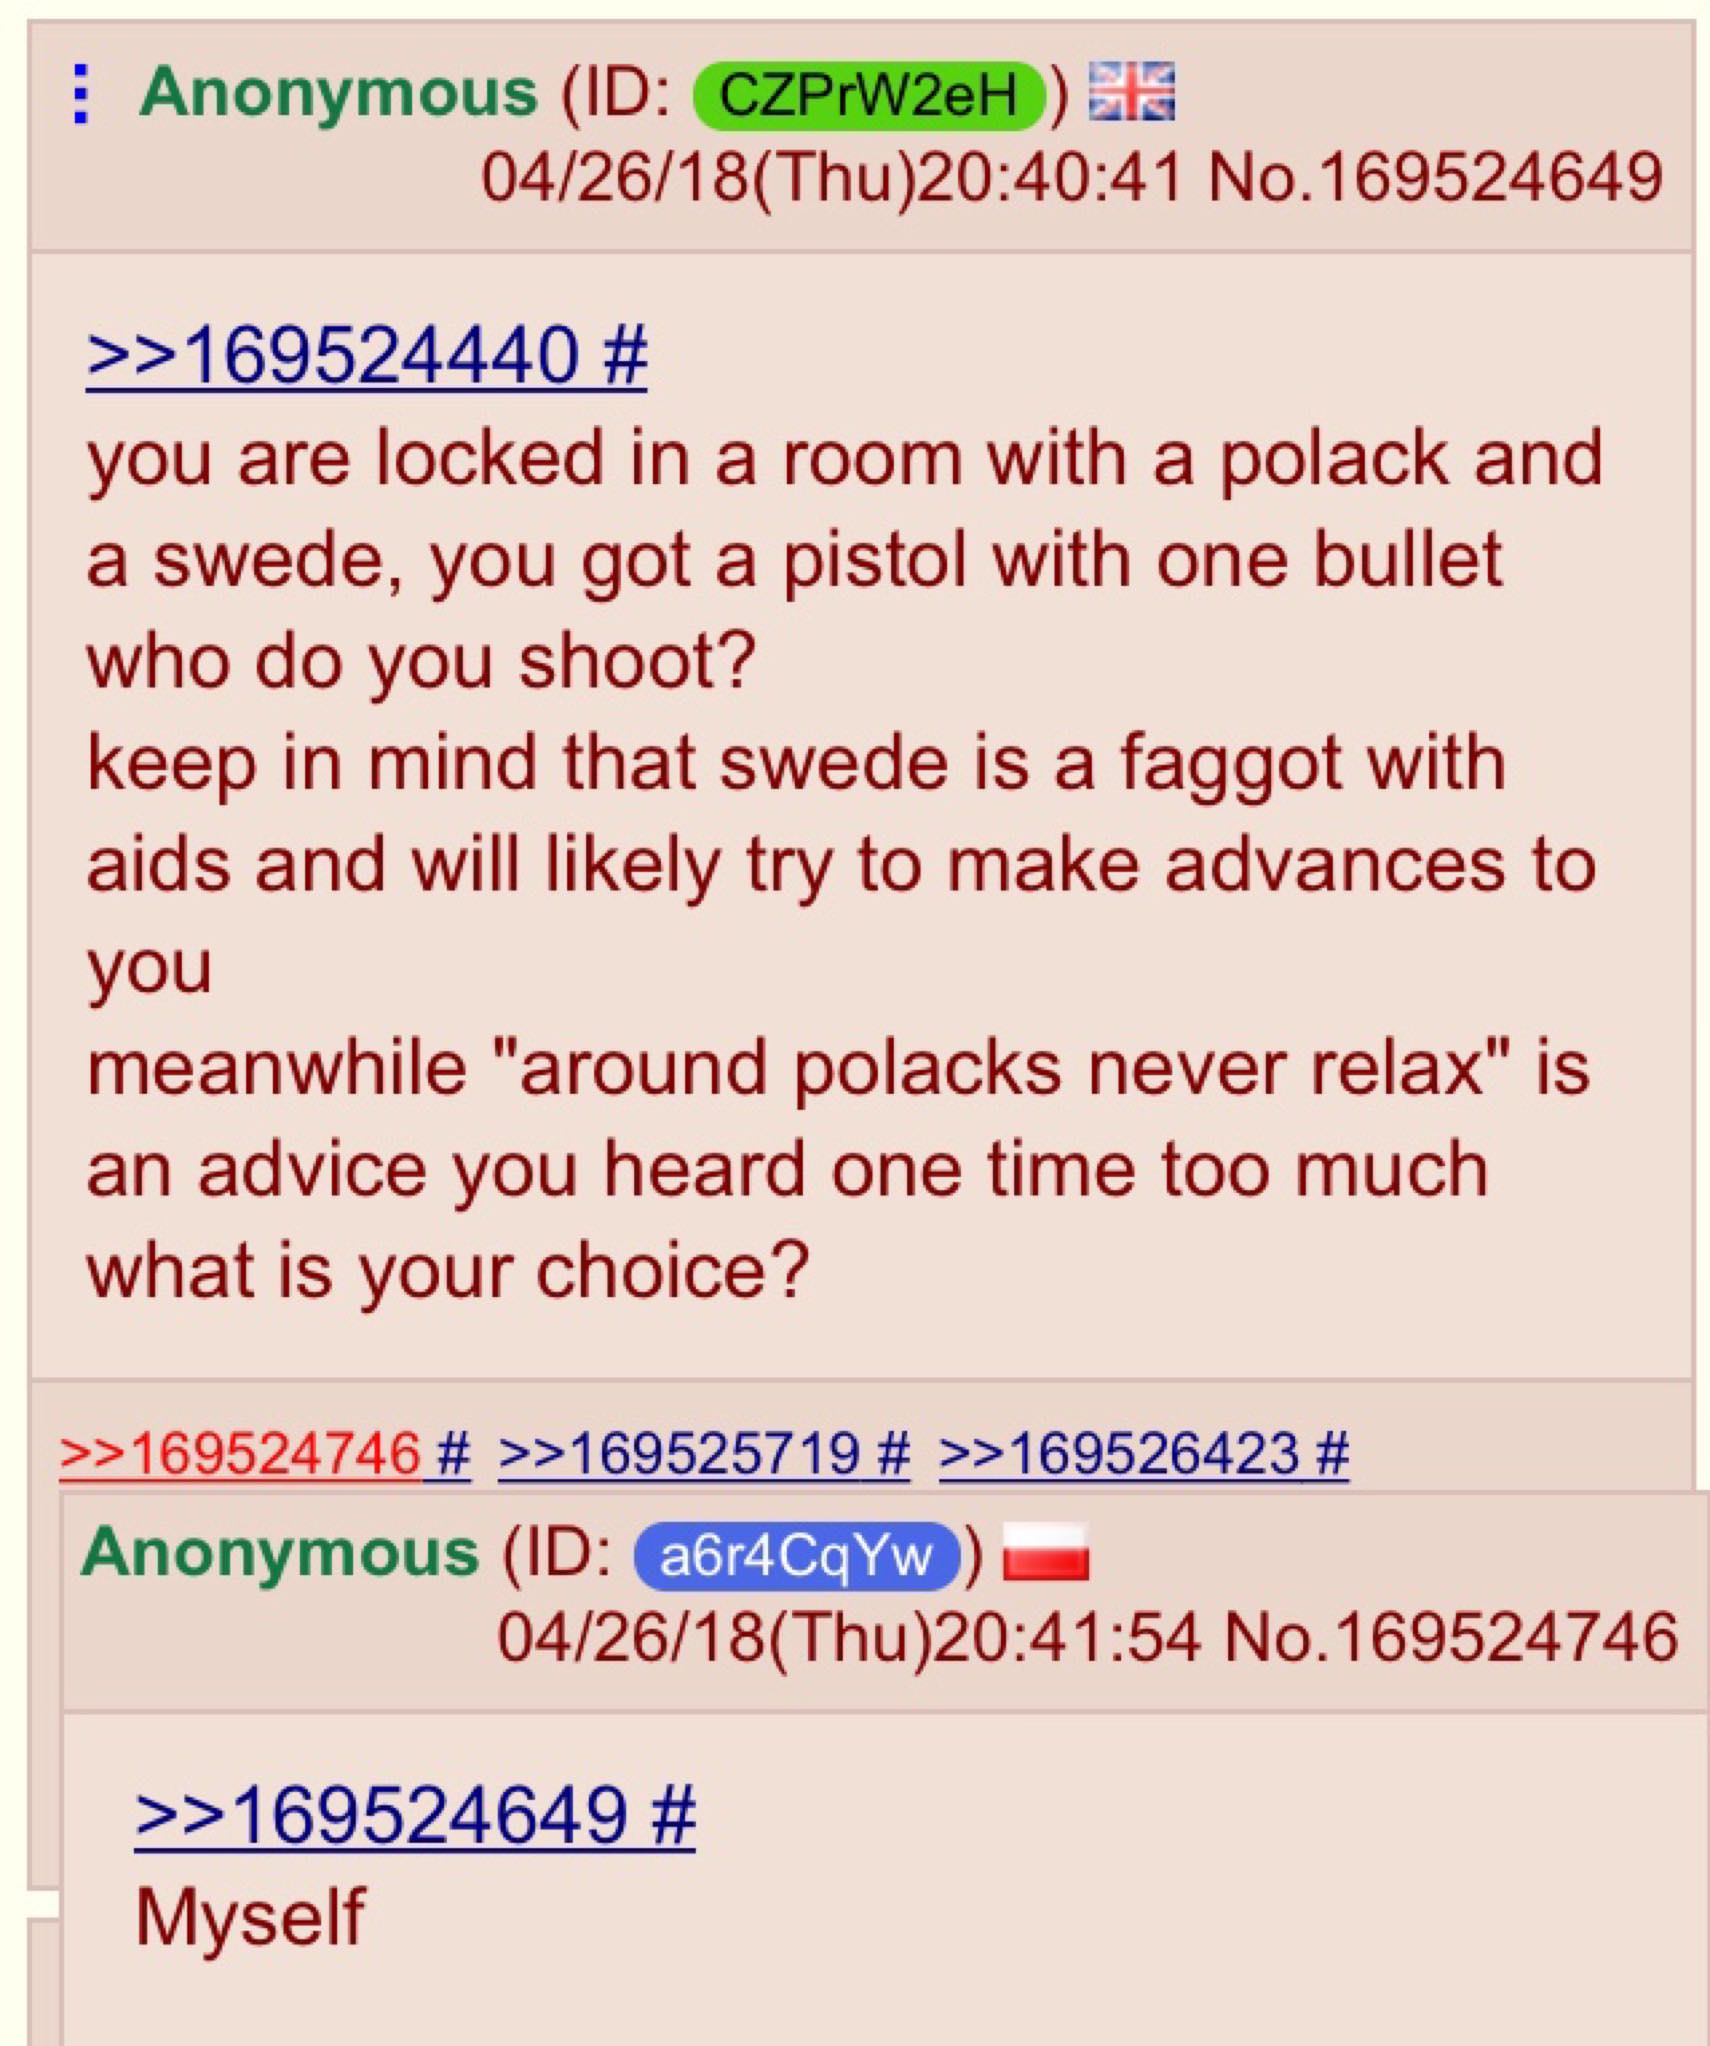 Anonymous (ID: CZPrW2eH)
04/26/18(Thu)20:40:41 No.169524649
>>169524440 #
you are locked in a room with a polack and
a swede, you got a pistol with one bullet
who do you shoot?
keep in mind that swede is a faggot with
aids and will likely try to make advances to
you
meanwhile "around polacks never relax" is
an advice you heard one time too much
what is your choice?
>>169524746 # >>169525719 # >>169526423 #
Anonymous (ID: a6r4CqYw)
04/26/18(Thu)20:41:54 No.169524746
>>169524649 #
Myself